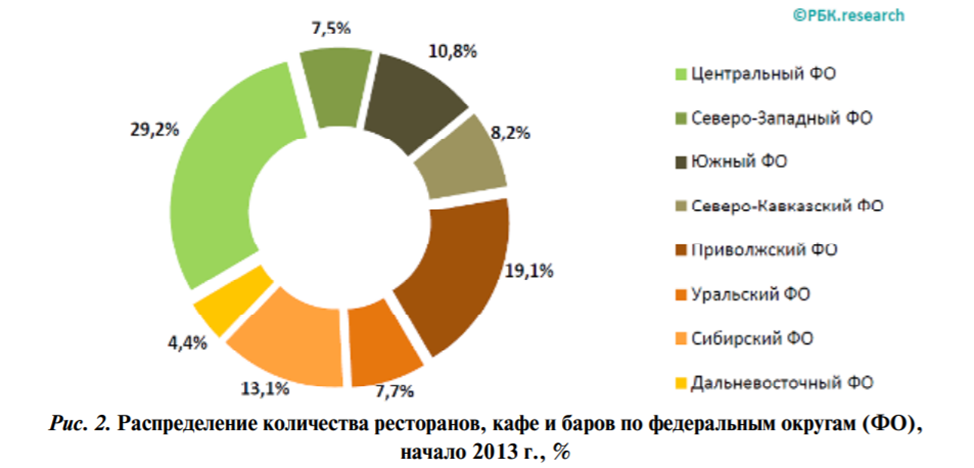 ©РБК.research
7,5%
10,8%
8,2%
19,1%
7,7%
13,1%
4,4%
29,2%
Центральный ФО
Северо-Западный ФО
Южный ФО
Северо-Кавказский ФО
Приволжский ФО
Уральский ФО
Сибирский ФО
Дальневосточный ФО
Рис. 2. Распределение количества ресторанов, кафе и баров по федеральным округам (ФО),
начало 2013 г., %